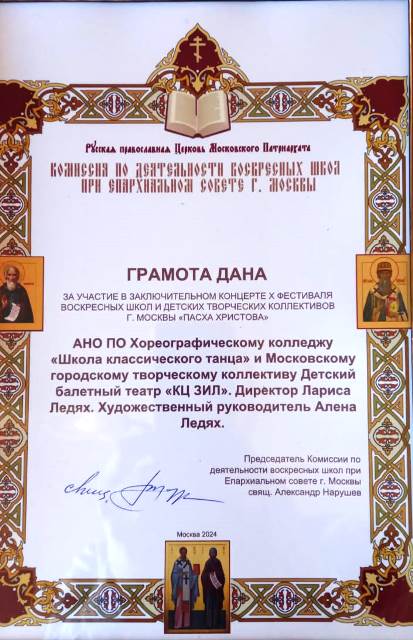 Русская православная Церковь Московского Патриархата
Комиссия по деятельности воскресных школ
при Епархиальном совете г. Москвы
ГРАМОТА ДАНА
ЗА УЧАСТИЕ В ЗАКЛЮЧИТЕЛЬНОМ КОНЦЕРТЕ X ФЕСТИВАЛЯ
ВОСКРЕСНЫХ ШКОЛ И ДЕТСКИХ ТВОРЧЕСКИХ КОЛЛЕКТИВОВ
Г. МОСКВЫ «ПАСХА ХРИСТОВА»
АНО ПО Хореографическому колледжу
«Школа классического танца» и Московскому
городскому творческому коллективу Детский
балетный театр «КЦ ЗИЛ». Директор Лариса
Ледях. Художественный руководитель Алена
Ледях.
Председатель Комиссии по
деятельности воскресных школ при
Епархиальном совете г. Москвы
свящ. Александр Нарушев
Москва 2024